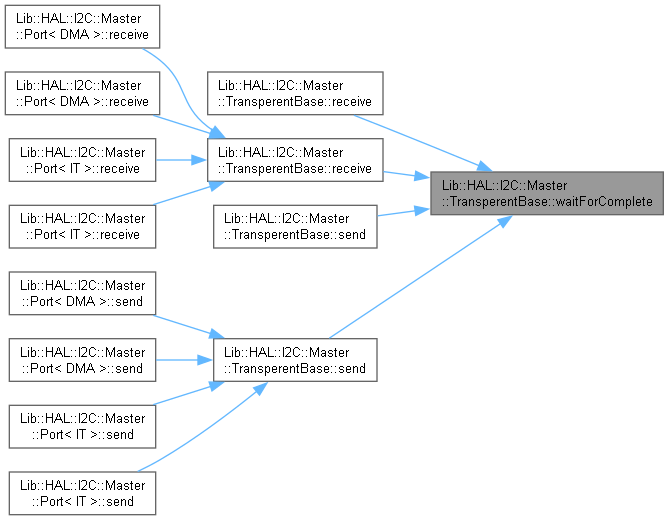 Lib::HAL::I2C::Master
::Port< DMA >::receive
Lib::HAL::I2C::Master
::Port< DMA >::receive
Lib::HAL::I2C::Master
::Port< IT >::receive
Lib::HAL::I2C::Master
::Port< IT >::receive
Lib::HAL::I2C::Master
::TransperentBase::receive
Lib::HAL::I2C::Master
::TransperentBase::receive
Lib::HAL::I2C::Master
::TransperentBase::send
Lib::HAL::I2C::Master
::TransperentBase::waitForComplete
Lib::HAL::I2C::Master
::Port< DMA >::send
Lib::HAL::I2C::Master
::Port< DMA >::send
Lib::HAL::I2C::Master
::Port< IT >::send
Lib::HAL::I2C::Master
::Port< IT >::send
Lib::HAL::I2C::Master
::TransperentBase::send